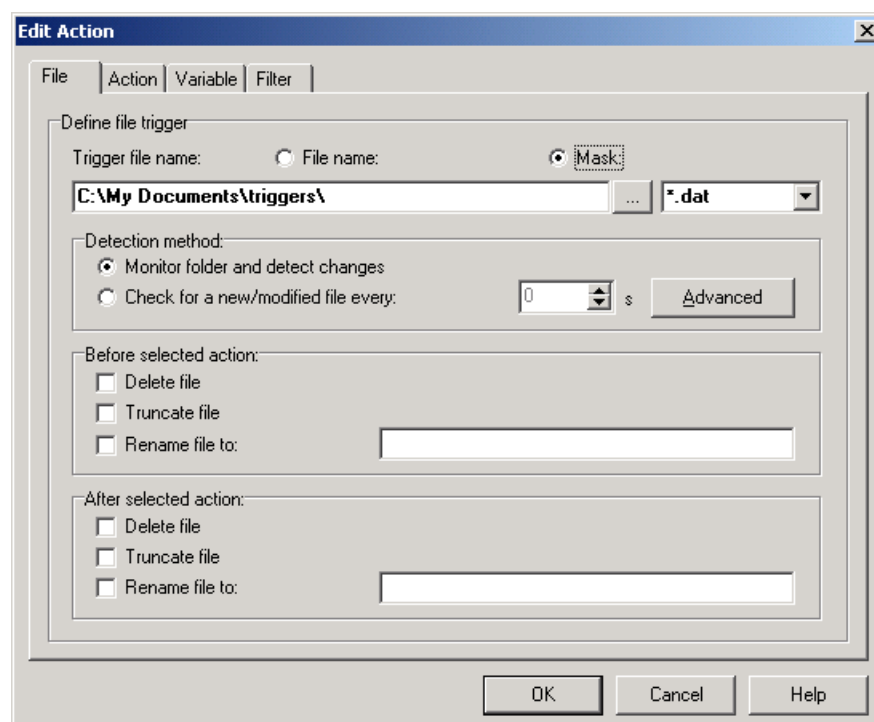 Edit Action
File Action Variable Filter
Define file trigger
Trigger file name: File name: Mask:
C:\My Documents\triggers\ ... *.dat
Detection method:
Monitor folder and detect changes
Check for a new/modified file every: 0 s Advanced
Before selected action:
Delete file
Truncate file
Rename file to:
After selected action:
Delete file
Truncate file
Rename file to:
OK Cancel Help